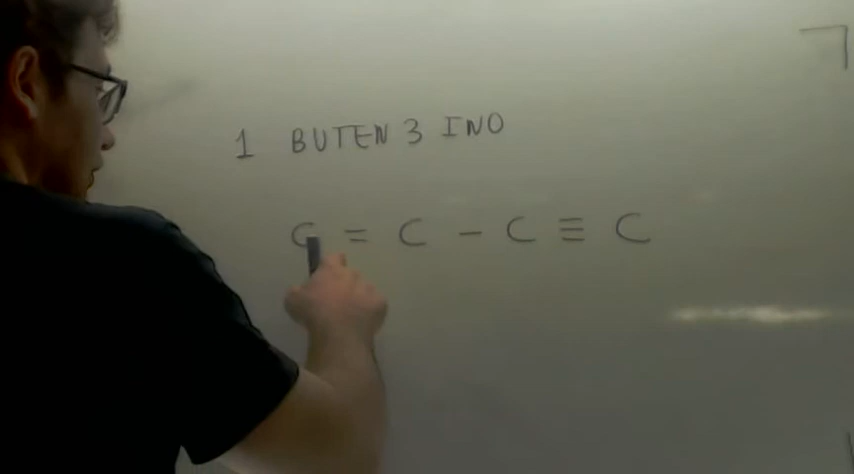 1 BUTEN 3 INO
C = C - C ≡ C